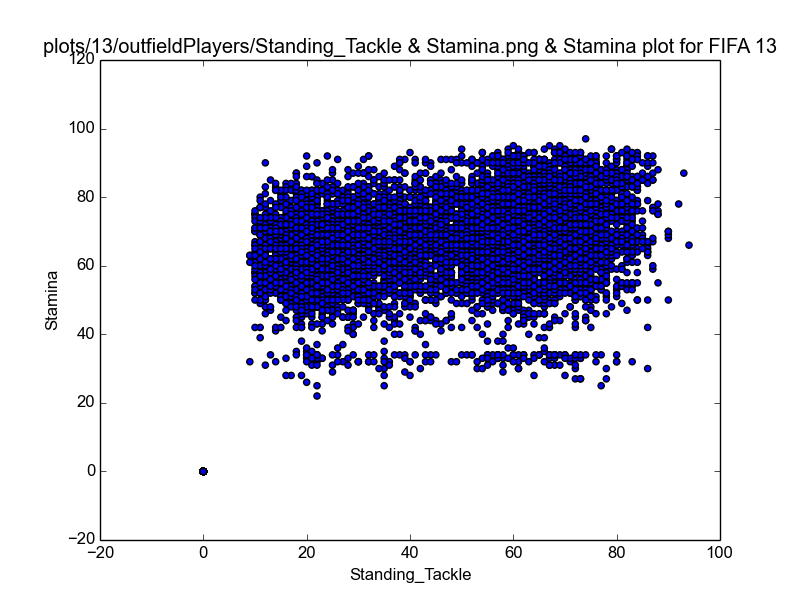 plots/13/outfieldPlayers/Standing_Tackle & Stamina.png & Stamina plot for FIFA 13
120
100
80
60
40
20
0
−20
−20 0 20 40 60 80 100
Stamina
Standing_Tackle